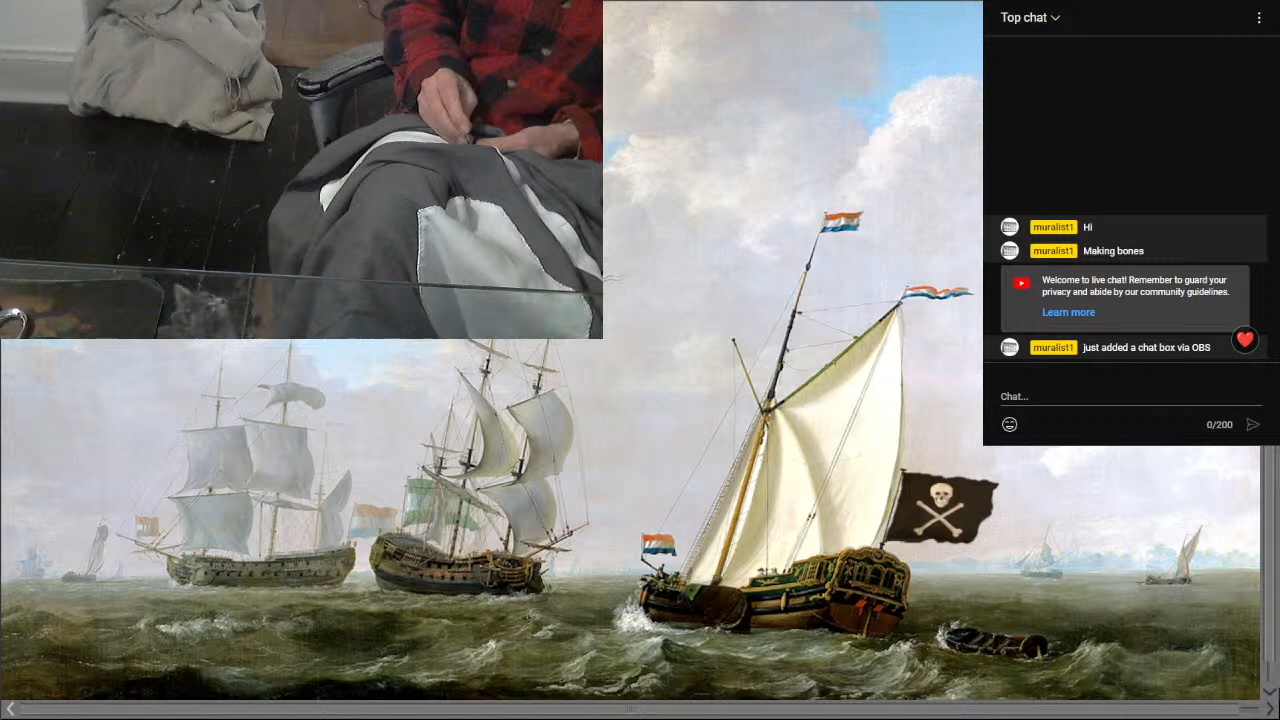 Top chat
muralist1 Hi
muralist1 Making bones
Welcome to live chat! Remember to guard your
privacy and abide by our community guidelines.
Learn more
muralist1 just added a chat box via OBS
Chat...
0/200